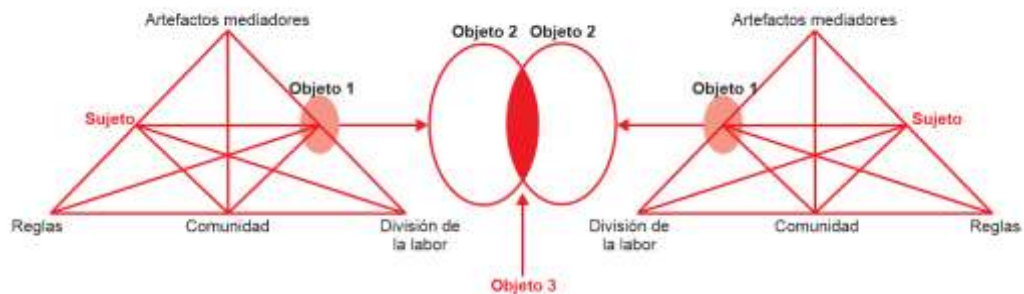 Artefactos mediadores
Objeto 2
Objeto 2
Artefactos mediadores
Objeto 1
Objeto 1
Sujeto
Sujeto
Reglas
Comunidad
División de
la labor
División de
la labor
Comunidad
Reglas
Objeto 3